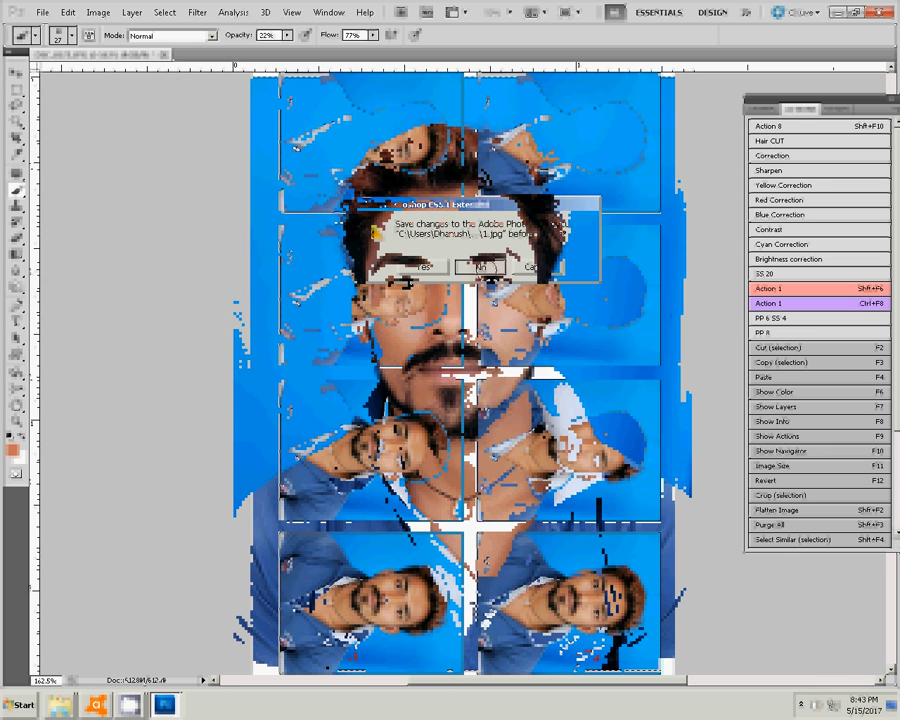 File Edit Image Layer Select Filter Analysis 3D View Window Help ESSENTIALS DESIGN
27 Mode: Normal Opacity: 22% Flow: 77%
Save changes to the Adobe
"C:\Users\Dhanush\...\1.jpg"
Yes
Action 8 Shft+F10
Hair CUT
Correction
Sharpen
Yellow Correction
Red Correction
Blue Correction
Contrast
Cyan Correction
Brightness correction
SS 20
Action 1 Shft+F6
Action 1 Ctrl+F8
PP 6 SS 4
PP 8
Cut (selection) F2
Copy (selection) F3
Paste F4
Show Color F6
Show Layers F7
Show Info F8
Show Actions F9
Show Navigator F10
Image Size F11
Revert F12
Crop (selection)
Flatten Image Shft+F2
Purge All Shft+F3
Select Similar (selection) Shft+F4
162.5%
Start
8:43 PM
5/15/2017